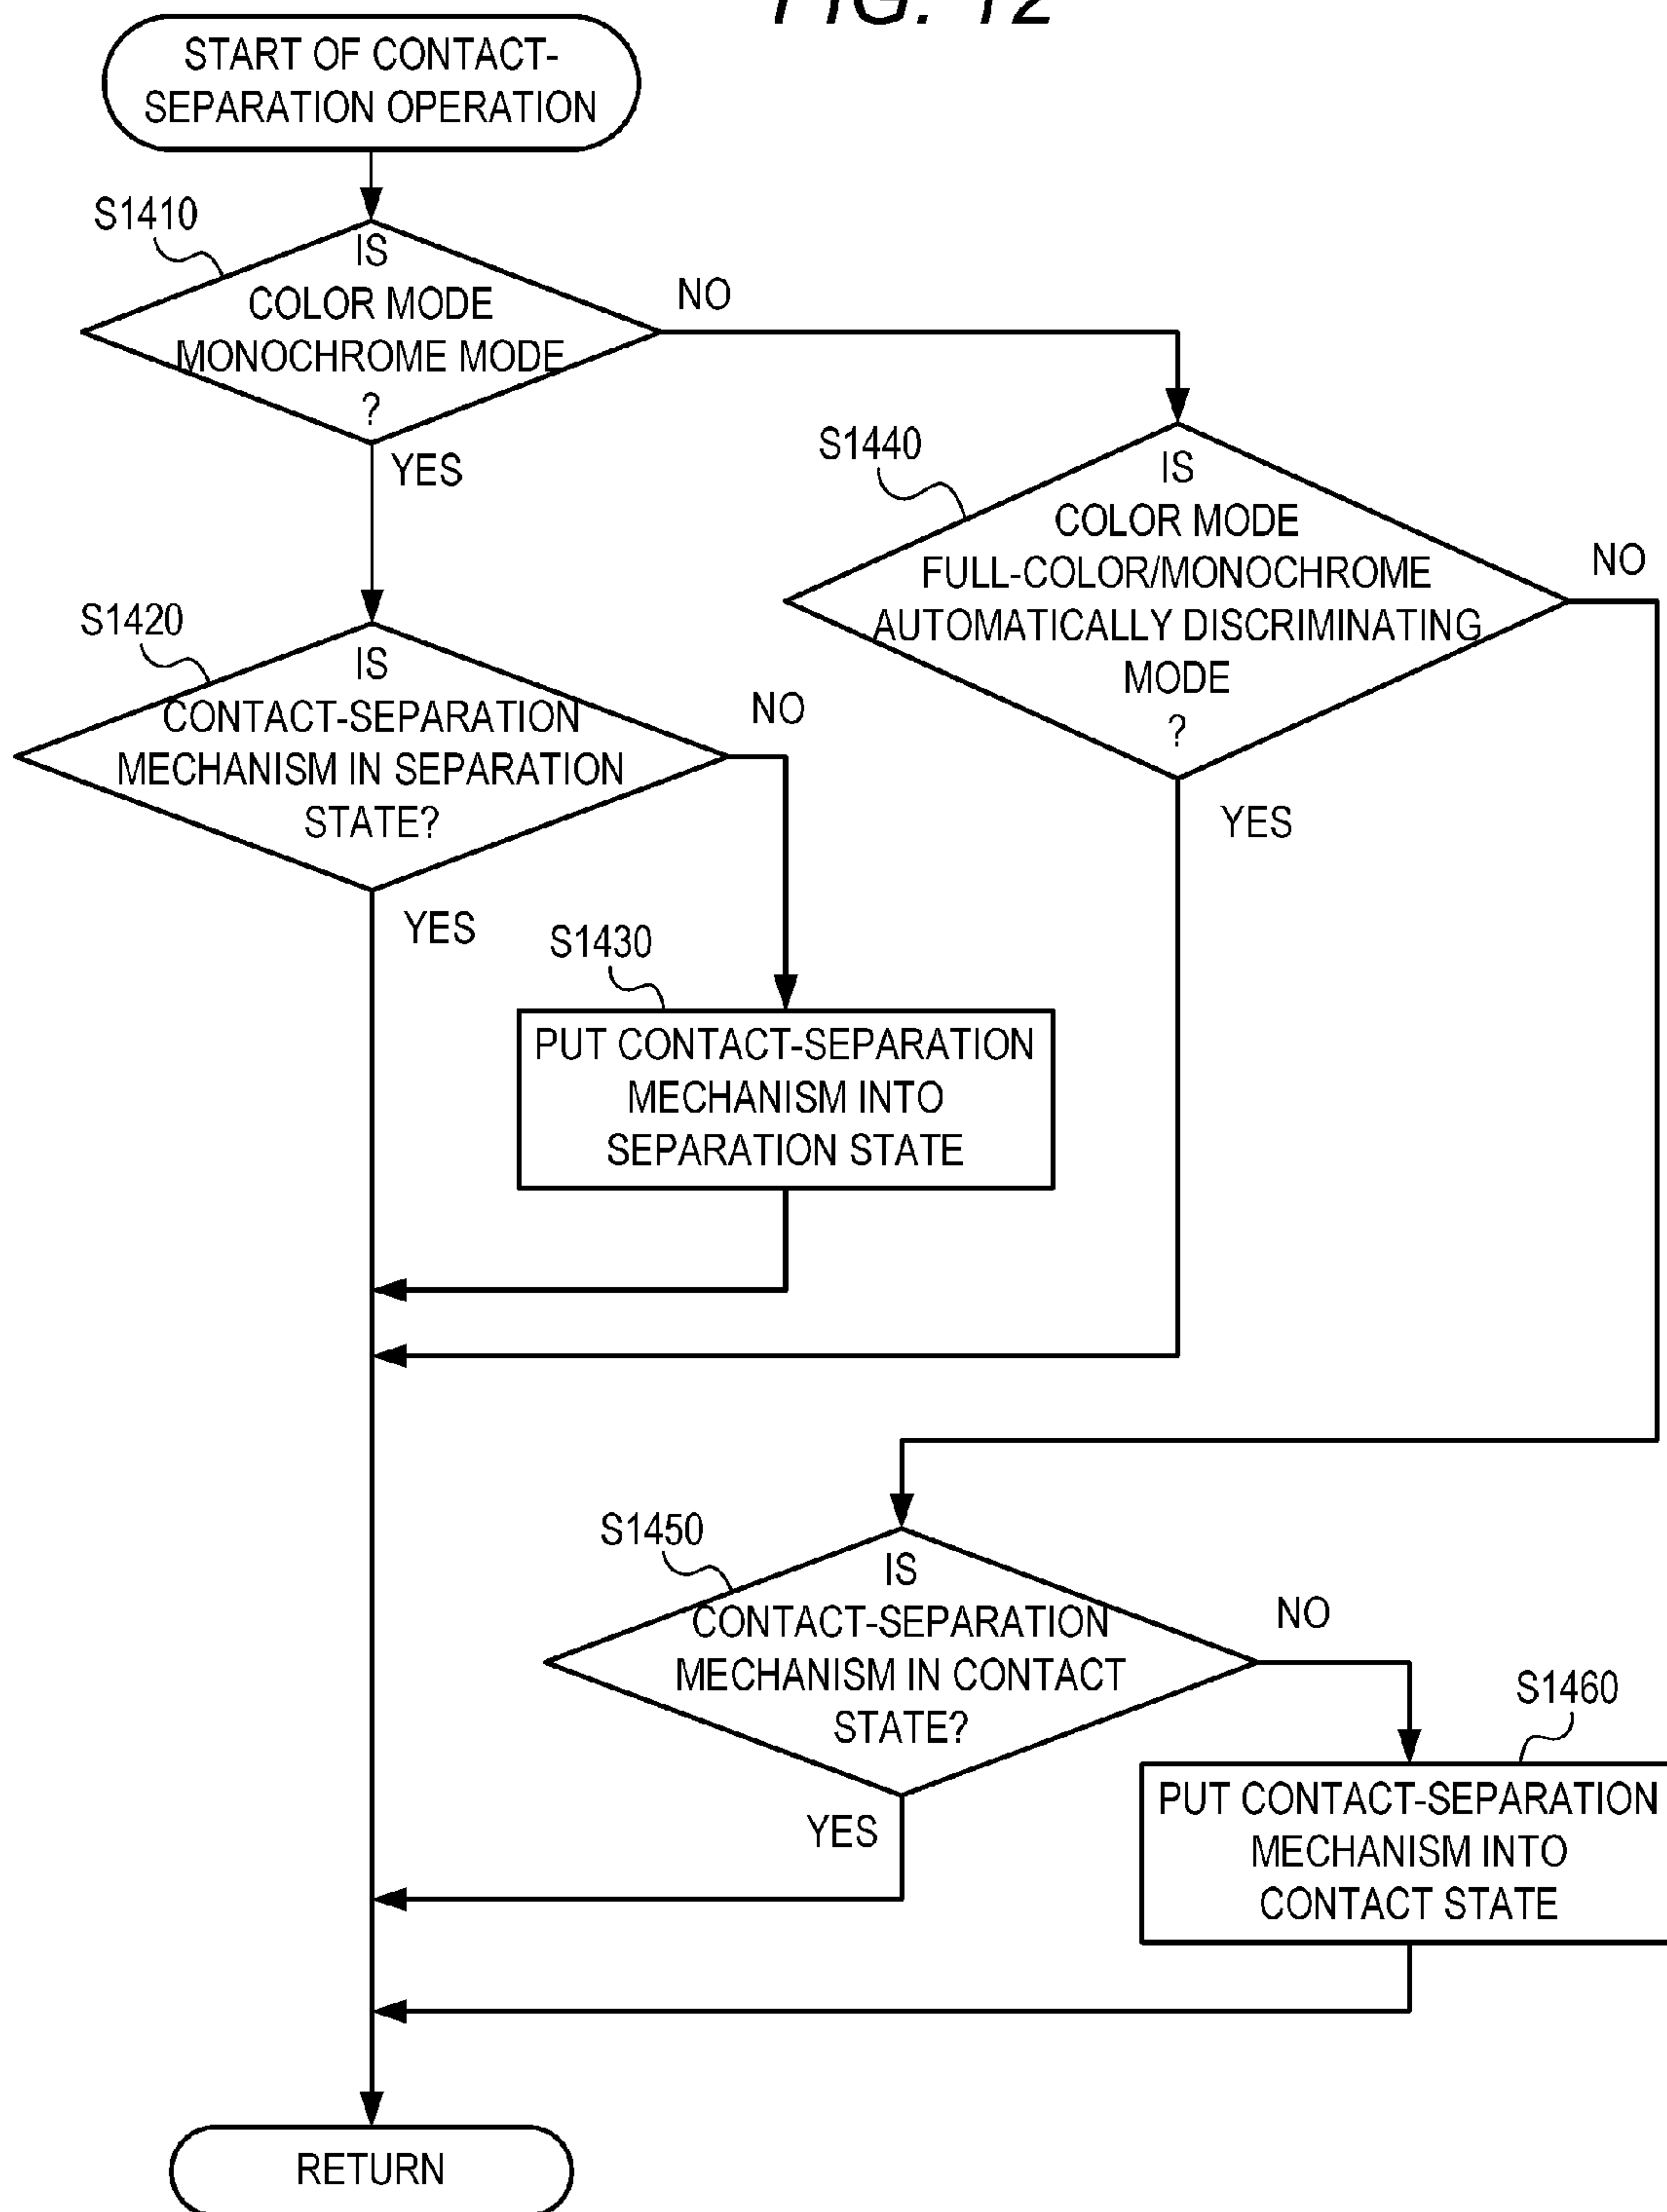 FIG. 12
START OF CONTACT-
SEPARATION OPERATION
S1410
IS
COLOR MODE
MONOCHROME MODE
?
NO
YES
S1440
IS
COLOR MODE
FULL-COLOR/MONOCHROME
AUTOMATICALLY DISCRIMINATING
MODE
?
NO
YES
S1420
IS
CONTACT-SEPARATION
MECHANISM IN SEPARATION
STATE?
NO
YES
S1430
PUT CONTACT-SEPARATION
MECHANISM INTO
SEPARATION STATE
S1450
IS
CONTACT-SEPARATION
MECHANISM IN CONTACT
STATE?
NO
YES
S1460
PUT CONTACT-SEPARATION
MECHANISM INTO
CONTACT STATE
RETURN